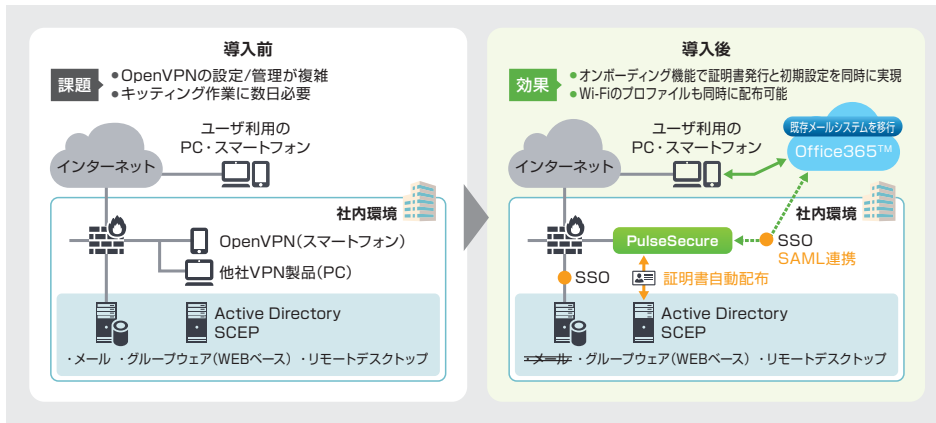 導入前
課題
●OpenVPNの設定/管理が複雑
●キッティング作業に数日必要
ユーザ利用の
PC・スマートフォン
インターネット
社内環境
OpenVPN(スマートフォン)
他社VPN製品(PC)
Active Directory
SCEP
・メール ・グループウェア(WEBベース) ・リモートデスクトップ
導入後
効果
●オンボーディング機能で証明書発行と初期設定を同時に実現
●Wi-Fiのプロファイルも同時に配布可能
ユーザ利用の
PC・スマートフォン
既存メールシステムを移行
Office365™
インターネット
社内環境
PulseSecure
SSO
SAML連携
SSO
証明書自動配布
Active Directory
SCEP
・メール ・グループウェア(WEBベース) ・リモートデスクトップ